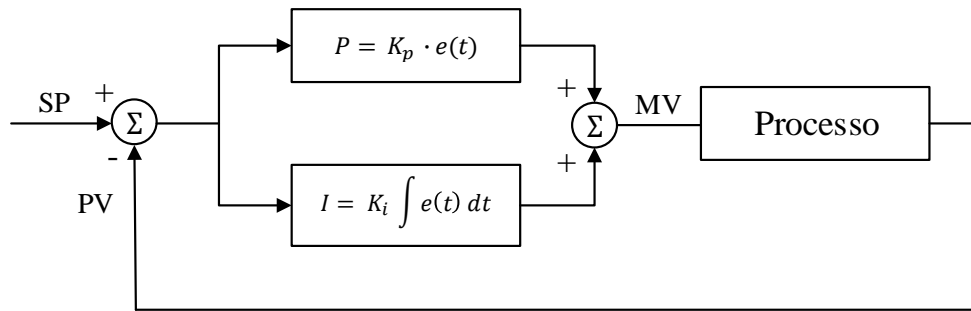 P = K_p · e(t)
SP
+
Σ
-
PV
I = K_i ∫ e(t) dt
+
Σ
+
MV
Processo